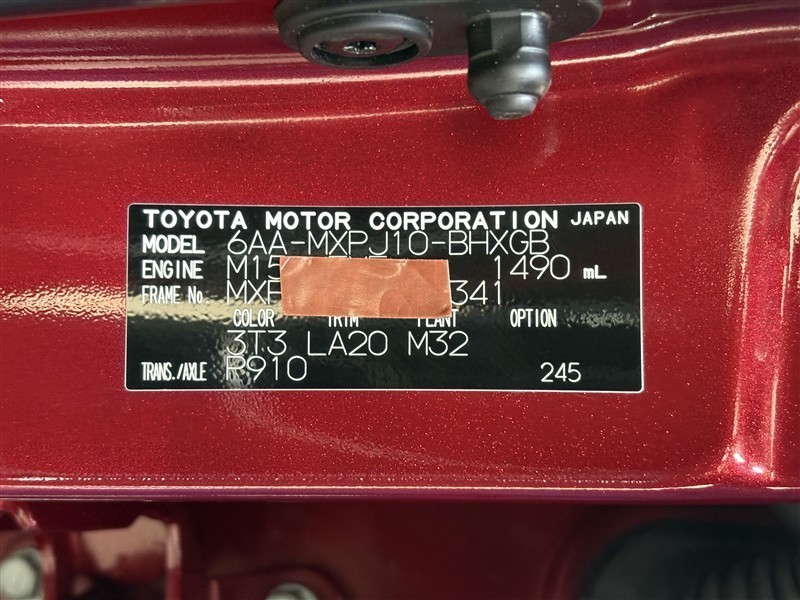 TOYOTA MOTOR CORPORATION JAPAN
MODEL 6AA-MXPJ10-BHXGB
ENGINE M15 1490 mL
FRAME No. MXP 341
COLOR TRIM PLANT OPTION
3T3 LA20 M32
TRANS./AXLE P910 245